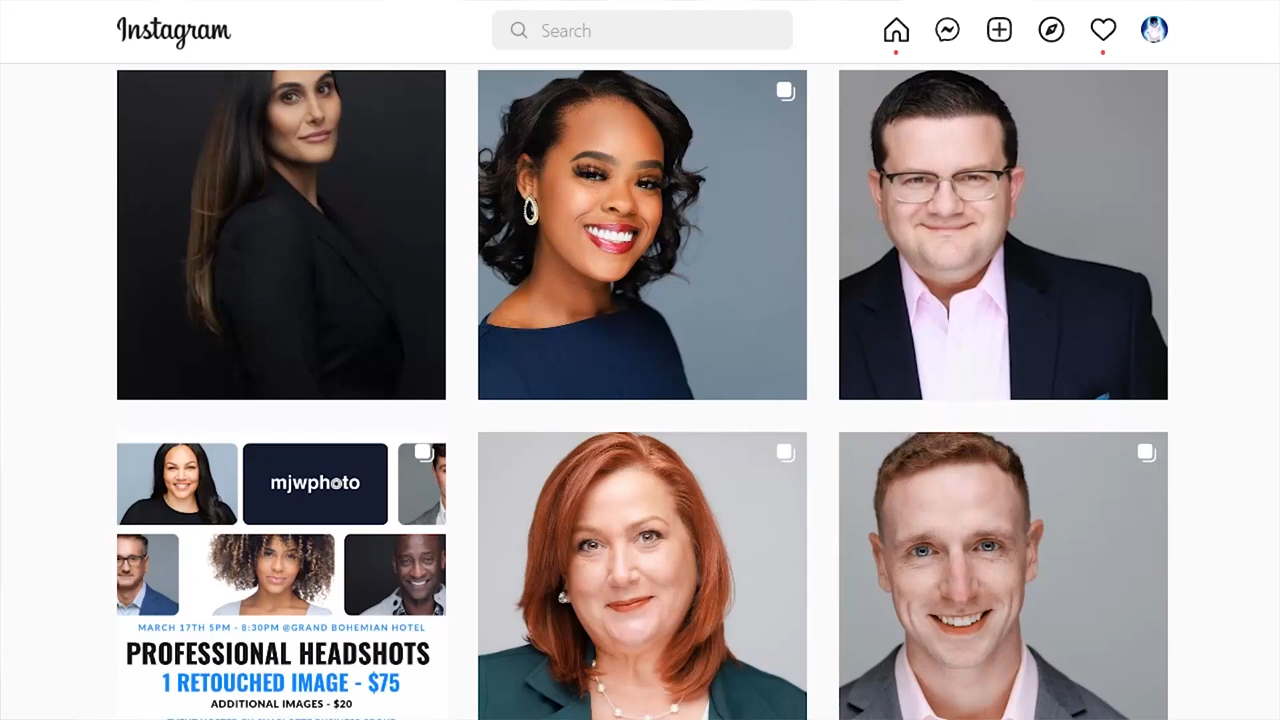 Instagram
Search
mjwphoto
MARCH 17TH 5PM - 8:30PM @GRAND BOHEMIAN HOTEL
PROFESSIONAL HEADSHOTS
1 RETOUCHED IMAGE - $75
ADDITIONAL IMAGES - $20